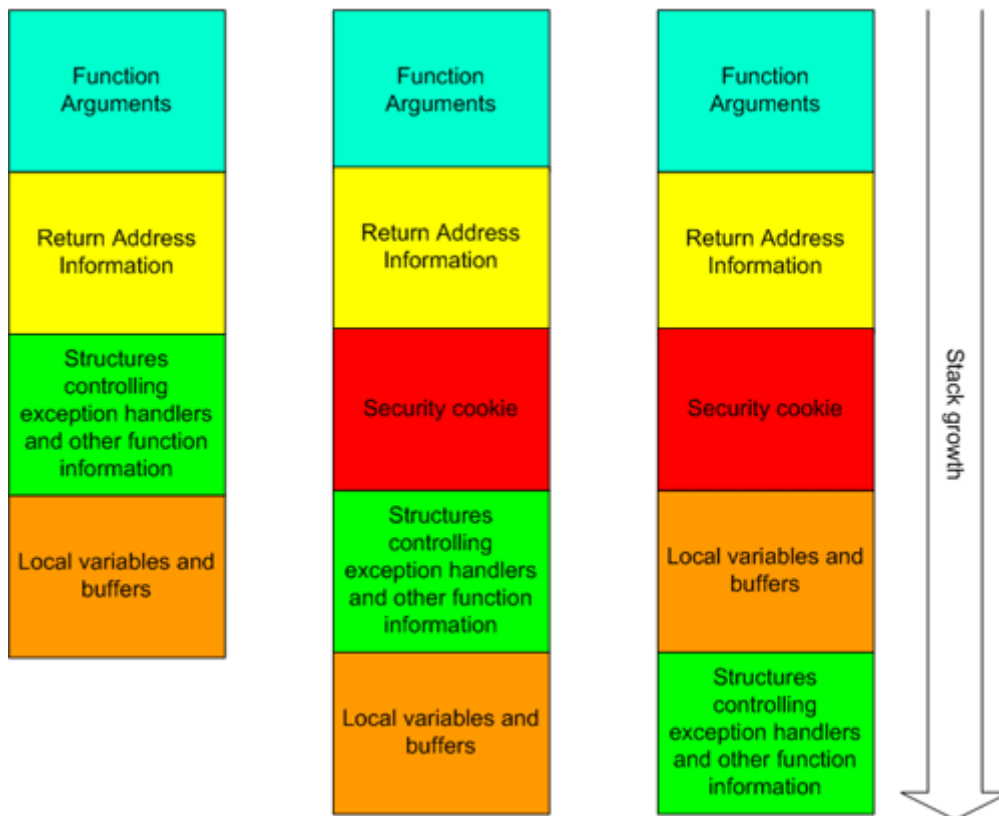 Function
Arguments
Return Address
Information
Structures
controlling
exception handlers
and other function
information
Local variables and
buffers
Function
Arguments
Return Address
Information
Security cookie
Structures
controlling
exception handlers
and other function
information
Local variables and
buffers
Function
Arguments
Return Address
Information
Security cookie
Local variables and
buffers
Structures
controlling
exception handlers
and other function
information
Stack growth